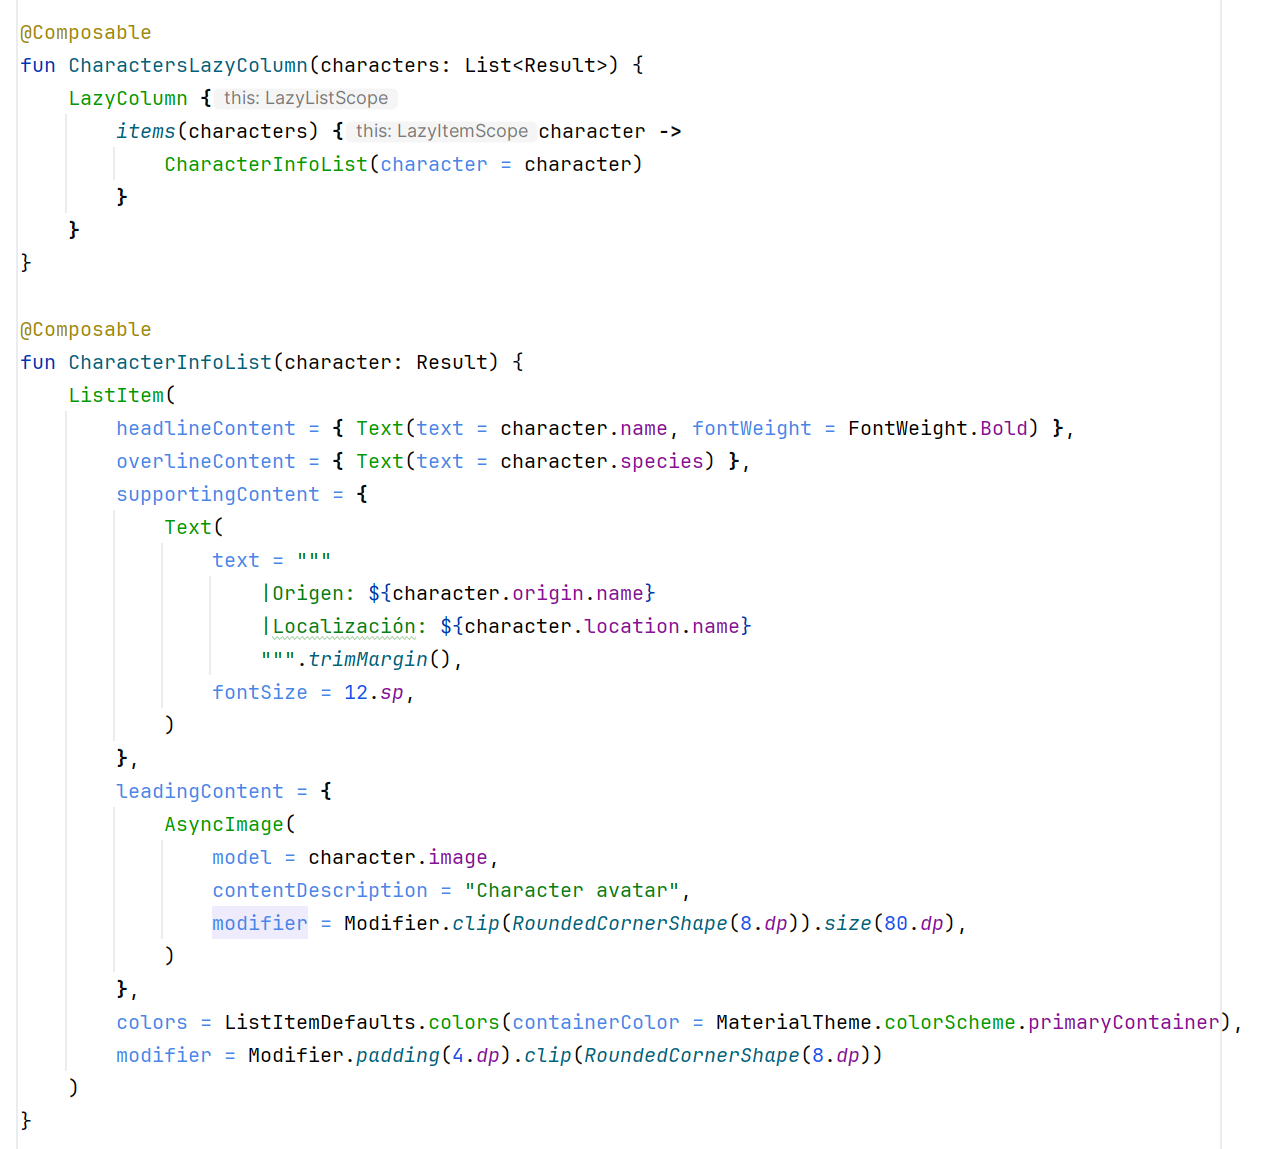 @Composable
fun CharactersLazyColumn(characters: List<Result>) {
    LazyColumn { this: LazyListScope
        items(characters) { this: LazyItemScope character ->
            CharacterInfoList(character = character)
        }
    }
}

@Composable
fun CharacterInfoList(character: Result) {
    ListItem(
        headlineContent = { Text(text = character.name, fontWeight = FontWeight.Bold) },
        overlineContent = { Text(text = character.species) },
        supportingContent = {
            Text(
                text = """
                    |Origen: ${character.origin.name}
                    |Localización: ${character.location.name}
                    """.trimMargin(),
                fontSize = 12.sp,
            )
        },
        leadingContent = {
            AsyncImage(
                model = character.image,
                contentDescription = "Character avatar",
                modifier = Modifier.clip(RoundedCornerShape(8.dp)).size(80.dp),
            )
        },
        colors = ListItemDefaults.colors(containerColor = MaterialTheme.colorScheme.primaryContainer),
        modifier = Modifier.padding(4.dp).clip(RoundedCornerShape(8.dp))
    )
}